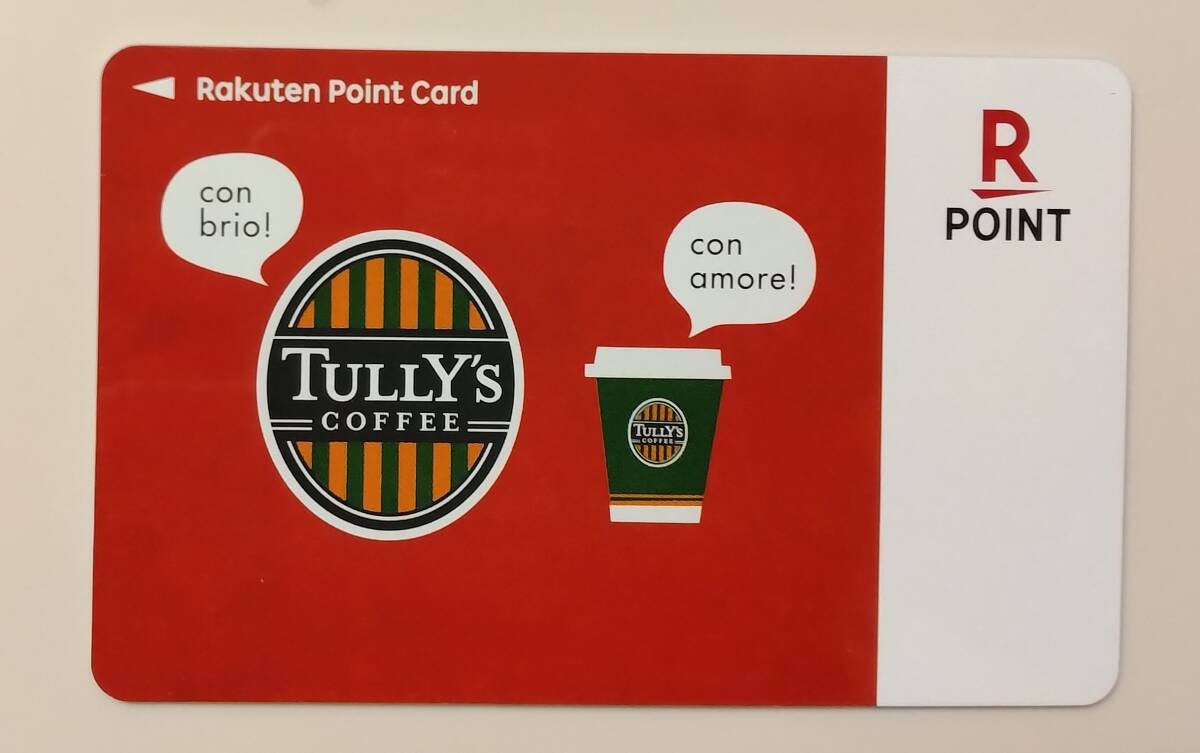 Rakuten Point Card
con
brio!
con
amore!
TULLY'S
COFFEE
TULLY'S
COFFEE
R
POINT